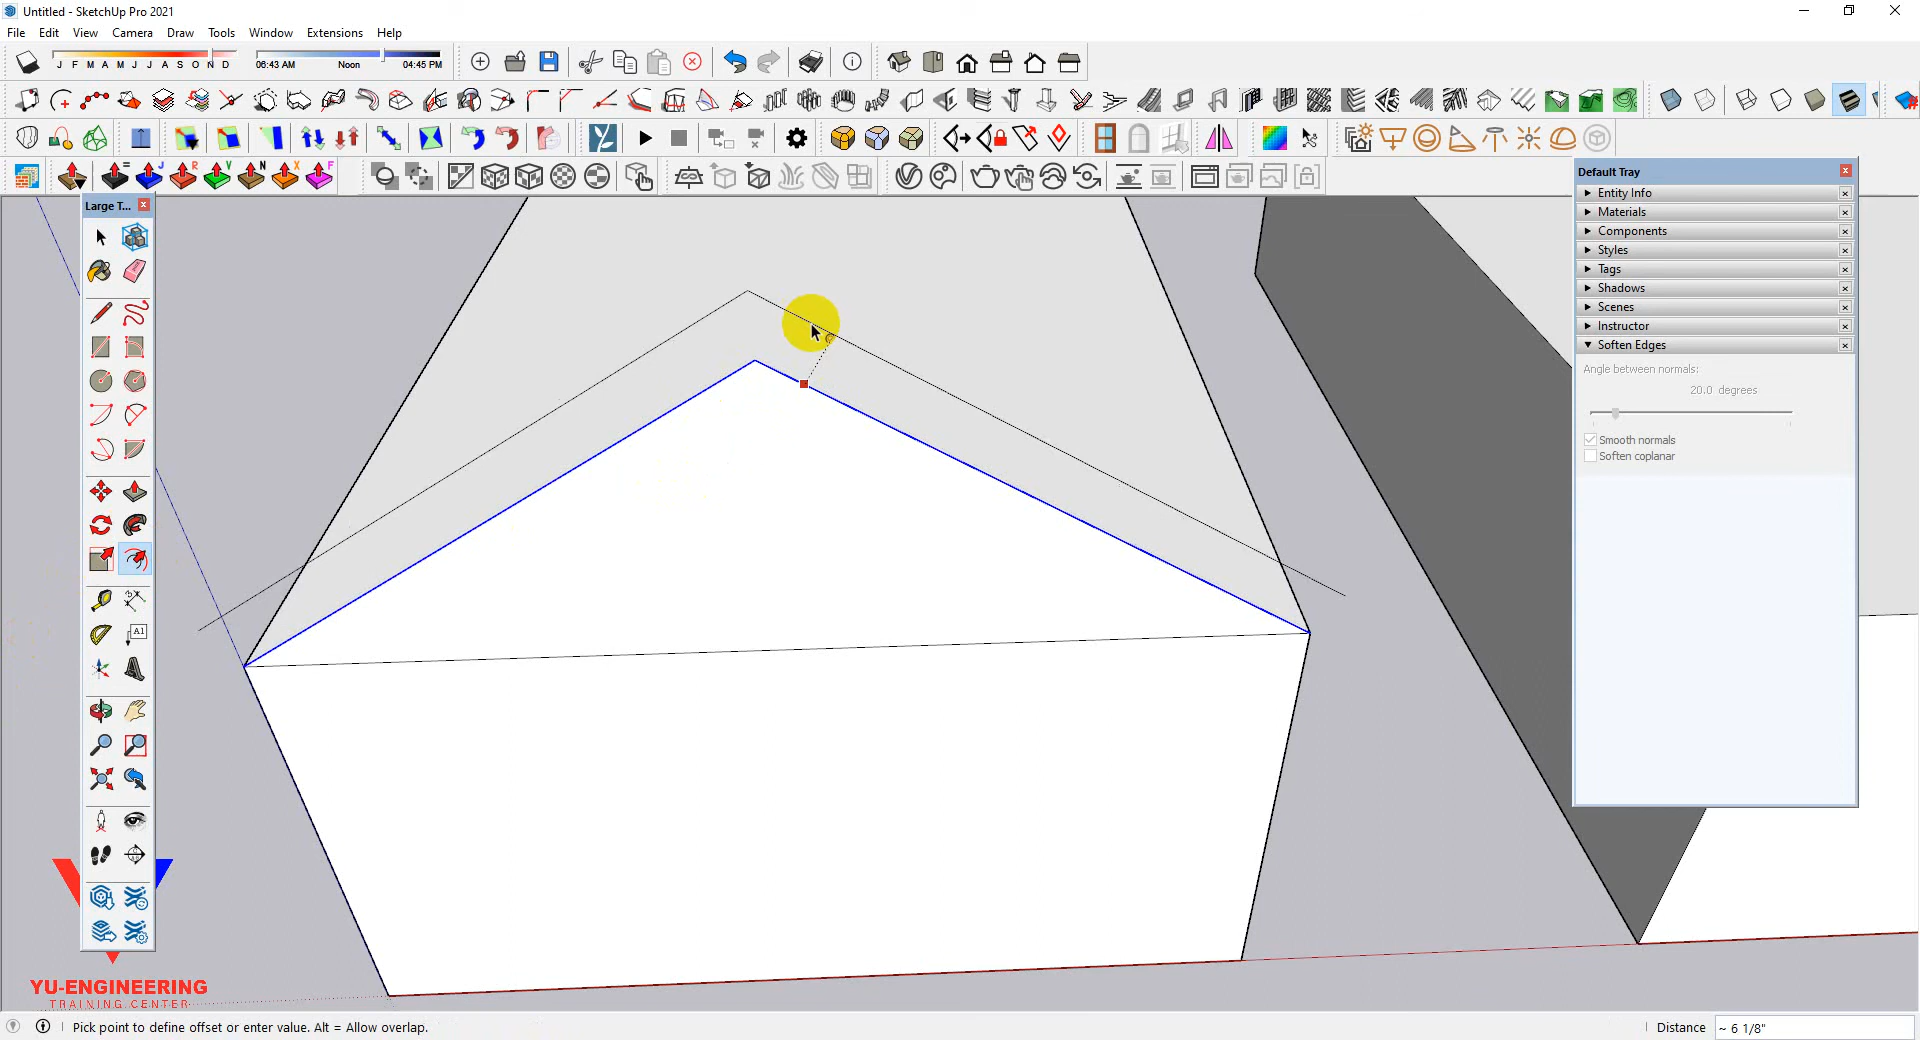 Untitled - SketchUp Pro 2021
File Edit View Camera Draw Tools Window Extensions Help
J F M A M J J A S O N D
06:43 AM Noon 04:45 PM
= J R V N X F
Default Tray
Large T...
Entity Info
Materials
Components
Styles
Tags
Shadows
Scenes
Instructor
Soften Edges
Angle between normals:
20.0 degrees
Smooth normals
Soften coplanar
A1
YU-ENGINEERING
TRAINING CENTER
Pick point to define offset or enter value. Alt = Allow overlap.
Distance ~ 6 1/8"